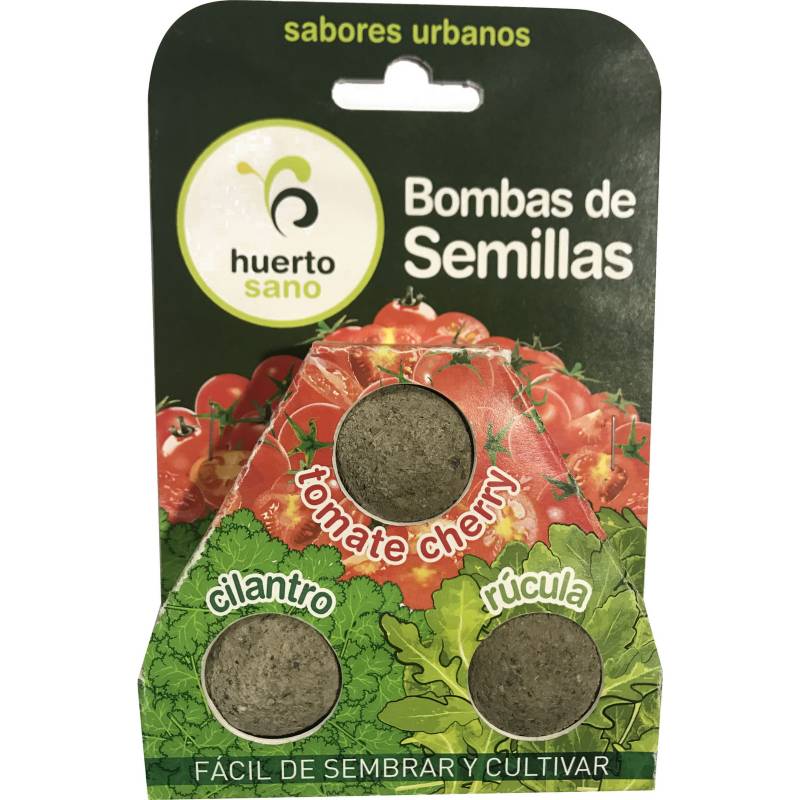 sabores urbanos
huerto
sano
Bombas de
Semillas
tomate cherry
cilantro
rúcula
FÁCIL DE SEMBRAR Y CULTIVAR